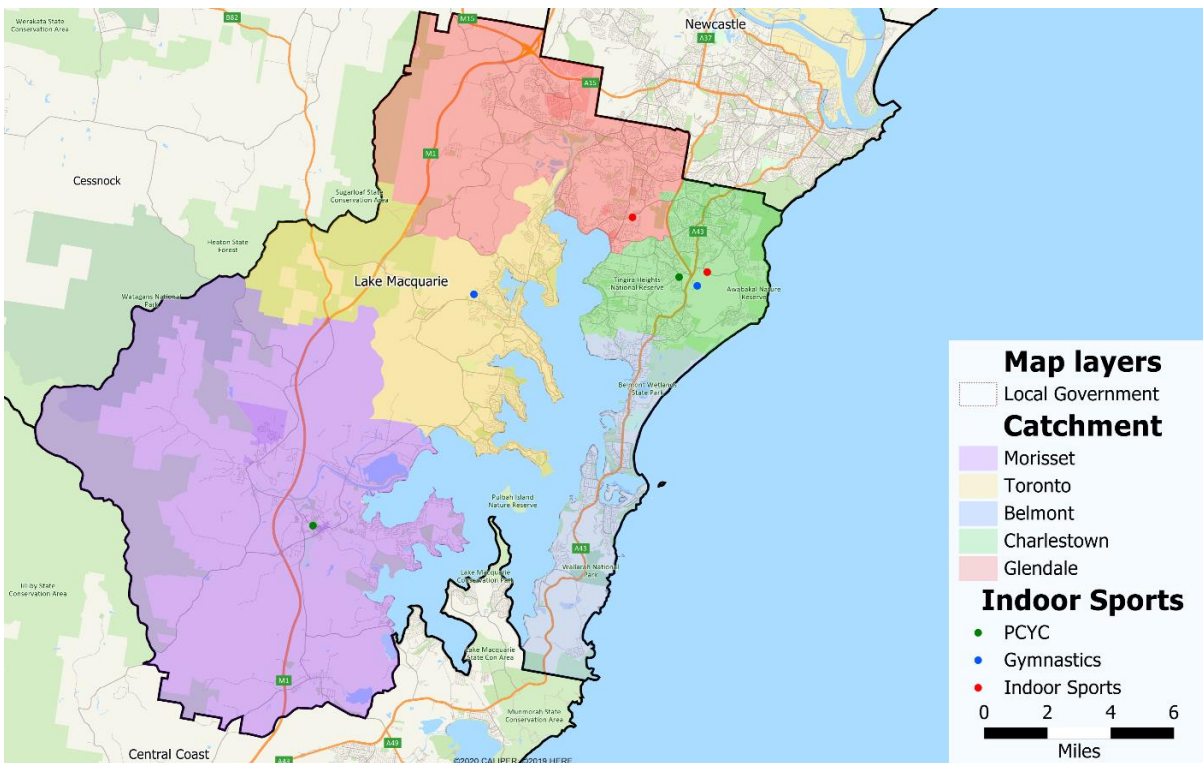 Werakata State
Conservation Area
B82
M15
Newcastle
A37
A15
M1
Cessnock
Sugarloaf State
Conservation Area
A43
Heaton State
Forest
Lake Macquarie
Tingira Heights
National Reserve
Awabakal Nature
Reserve
Watagans National
Park
Belmont Wetlands
State Park
Pulbah Island
Nature Reserve
A43
Wallarah National
Park
Lake Macquarie
Conservation Park
State
Conservation Area
Lake Macquarie
State Con Area
M1
Munmorah State
Conservation Area
Central Coast
A49
A43
©2020 CALIPER ©2019 HERE
Map layers
Local Government
Catchment
Morisset
Toronto
Belmont
Charlestown
Glendale
Indoor Sports
PCYC
Gymnastics
Indoor Sports
0 2 4 6
Miles